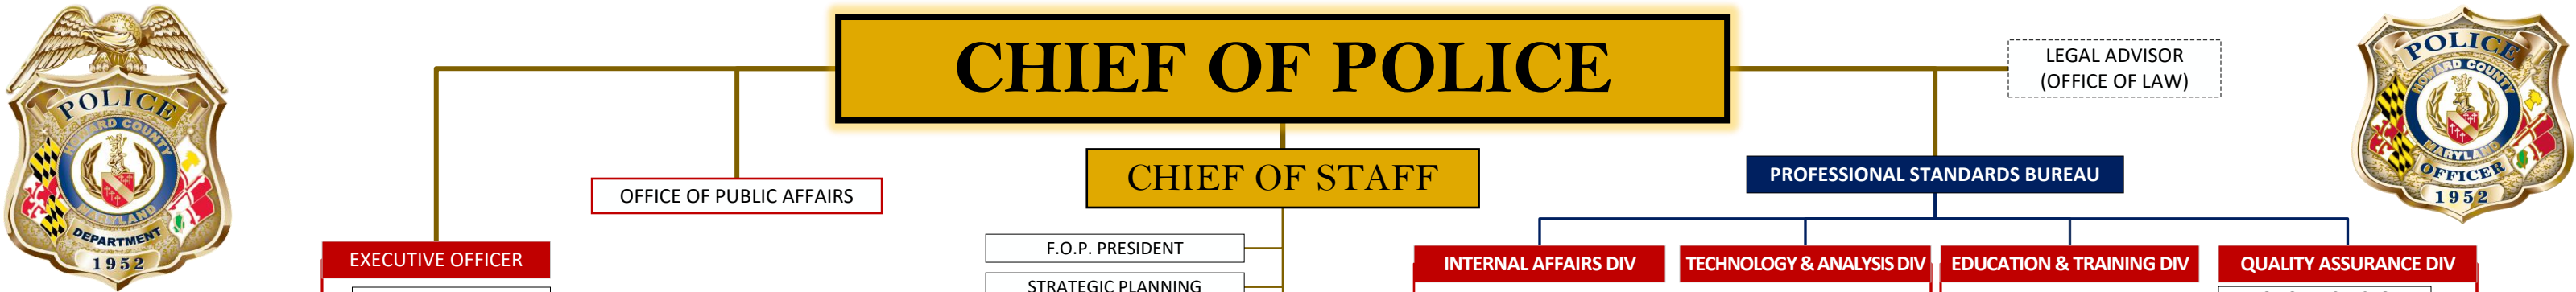 CHIEF OF POLICE
LEGAL ADVISOR
(OFFICE OF LAW)
CHIEF OF STAFF
PROFESSIONAL STANDARDS BUREAU
OFFICE OF PUBLIC AFFAIRS
F.O.P. PRESIDENT
EXECUTIVE OFFICER
INTERNAL AFFAIRS DIV
TECHNOLOGY & ANALYSIS DIV
EDUCATION & TRAINING DIV
QUALITY ASSURANCE DIV
STRATEGIC PLANNING
POLICE
HOWARD COUNTY
MARYLAND
DEPARTMENT
1952
POLICE
HOWARD COUNTY
MARYLAND
OFFICER
1952